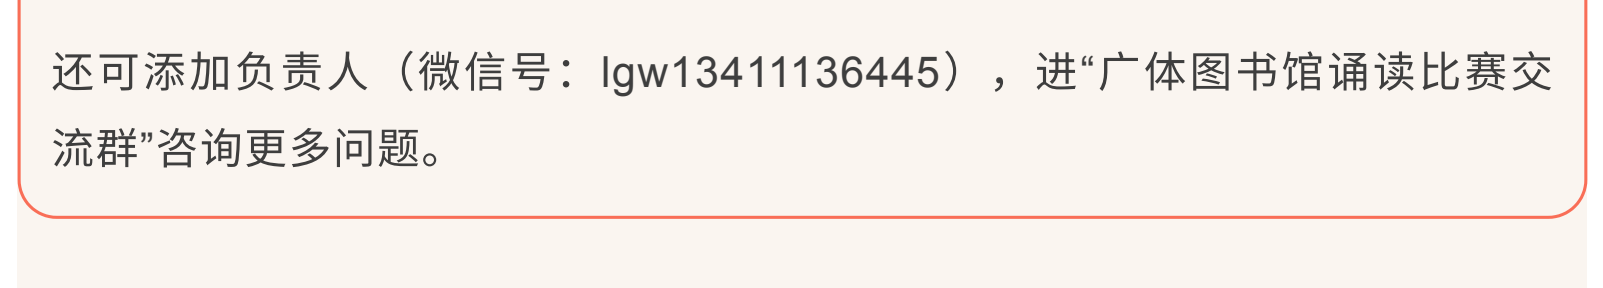 还可添加负责人（微信号：lgw13411136445），进“广体图书馆诵读比赛交
流群”咨询更多问题。